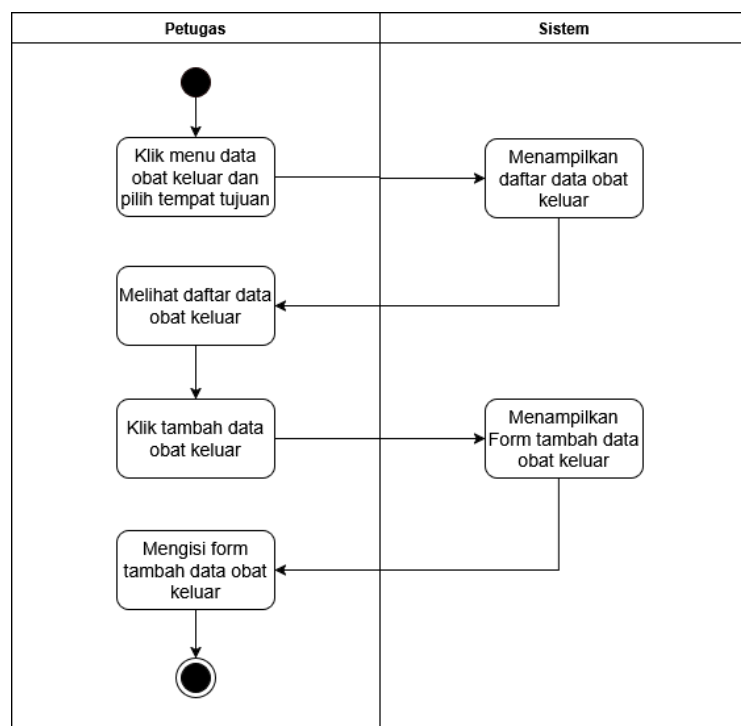 Petugas
Sistem
Klik menu data
obat keluar dan
pilih tempat tujuan
Menampilkan
daftar data obat
keluar
Melihat daftar data
obat keluar
Klik tambah data
obat keluar
Menampilkan
Form tambah data
obat keluar
Mengisi form
tambah data obat
keluar